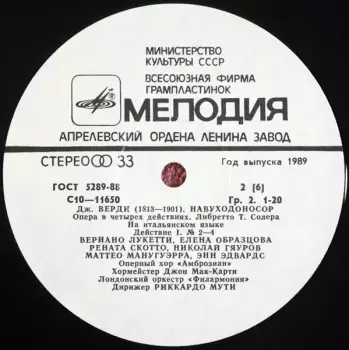 МИНИСТЕРСТВО
КУЛЬТУРЫ СССР
ВСЕСОЮЗНАЯ ФИРМА
ГРАМПЛАСТИНОК
МЕЛОДИЯ
АПРЕЛЕВСКИЙ ОРДЕНА ЛЕНИНА ЗАВОД
СТЕРЕО 33 Год выпуска 1989
ГОСТ 5289-88 2 (6)
С10—11650 Гр. 2. 1-20
Дж. ВЕРДИ (1813—1901). НАВУХОДОНОСОР
Опера в четырех действиях. Либретто Т. Солера
На итальянском языке
Действие 1. № 2—4
ВЕРИАНО ЛУКЕТТИ, ЕЛЕНА ОБРАЗЦОВА
РЕНАТА СКОТТО, НИКОЛАЙ ГЯУРОВ
МАТТЕО МАНУГУЭРРА, ЭНН ЭДВАРДС
Оперный хор «Амброзиан»
Хормейстер Джон Мак-Карти
Лондонский оркестр «Филармония»
Дирижер РИККАРДО МУТИ